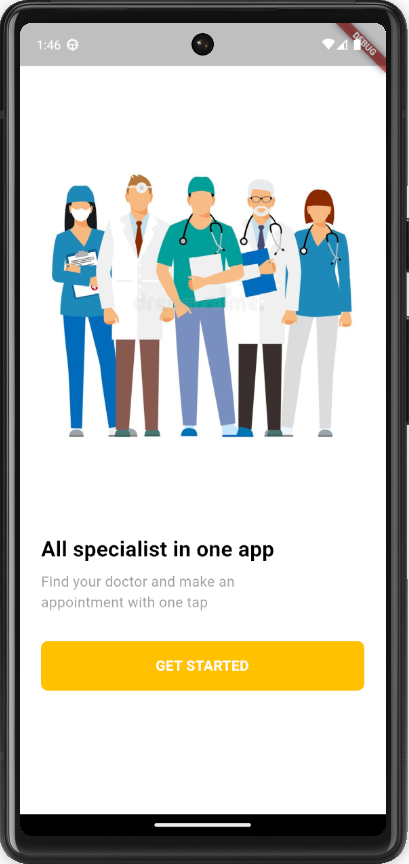 1:46
DEBUG
dreamstime.
All specialist in one app
Find your doctor and make an
appointment with one tap
GET STARTED